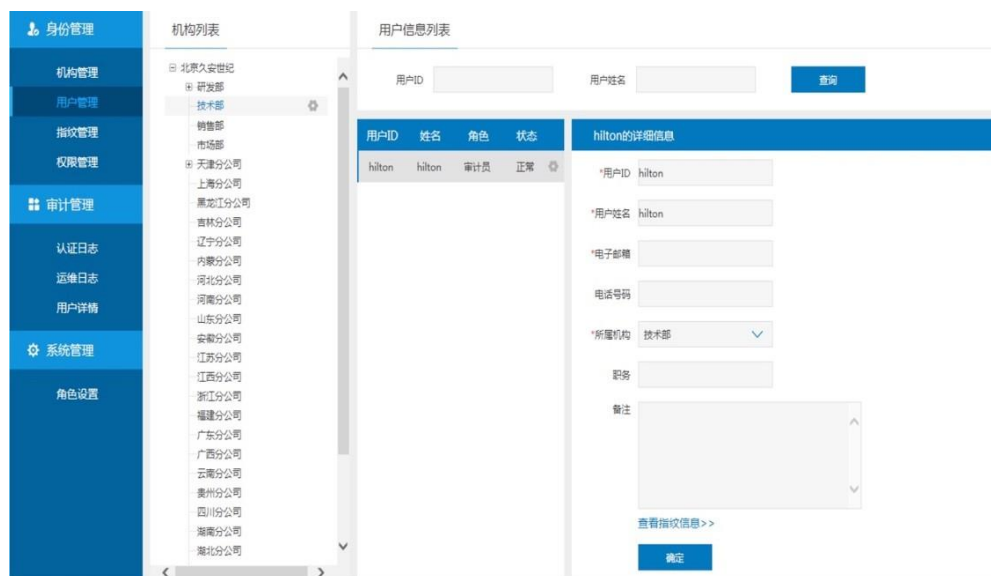 身份管理
机构管理
用户管理
指纹管理
权限管理
审计管理
认证日志
运维日志
用户详情
系统管理
角色设置
机构列表
北京久安世纪
研发部
技术部
销售部
市场部
天津分公司
上海分公司
黑龙江分公司
吉林分公司
辽宁分公司
内蒙分公司
河北分公司
河南分公司
山东分公司
安徽分公司
江苏分公司
江西分公司
浙江分公司
福建分公司
广东分公司
广西分公司
云南分公司
贵州分公司
四川分公司
湖南分公司
湖北分公司
用户信息列表
用户ID 用户姓名 查询
用户ID 姓名 角色 状态
hilton hilton 审计员 正常
hilton的详细信息
*用户ID hilton
*用户姓名 hilton
*电子邮箱
电话号码
*所属机构 技术部
职务
备注
查看指纹信息>>
确定